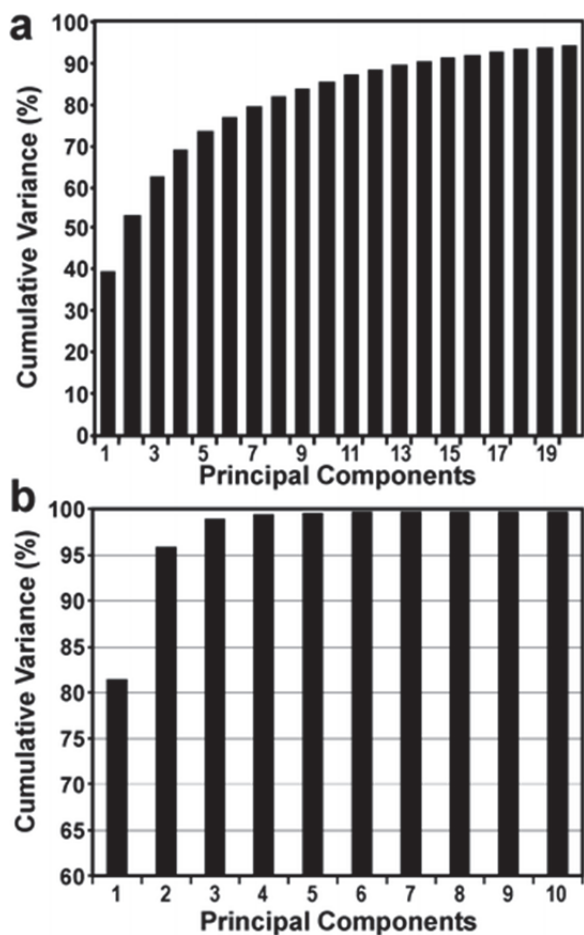 a
Cumulative Variance (%)
100
90
80
70
60
50
40
30
20
10
0
1 3 5 7 9 11 13 15 17 19
Principal Components
b
Cumulative Variance (%)
100
95
90
85
80
75
70
65
60
1 2 3 4 5 6 7 8 9 10
Principal Components